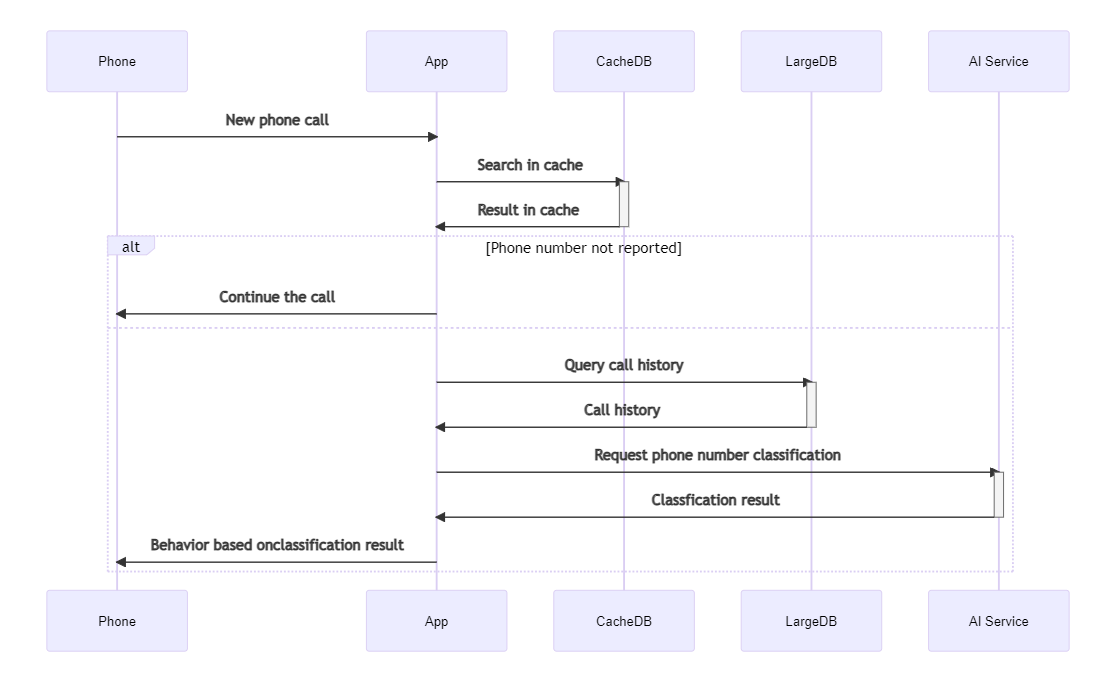 Phone
App
CacheDB
LargeDB
AI Service
New phone call
Search in cache
Result in cache
alt
[Phone number not reported]
Continue the call
Query call history
Call history
Request phone number classification
Classfication result
Behavior based onclassification result
Phone
App
CacheDB
LargeDB
AI Service